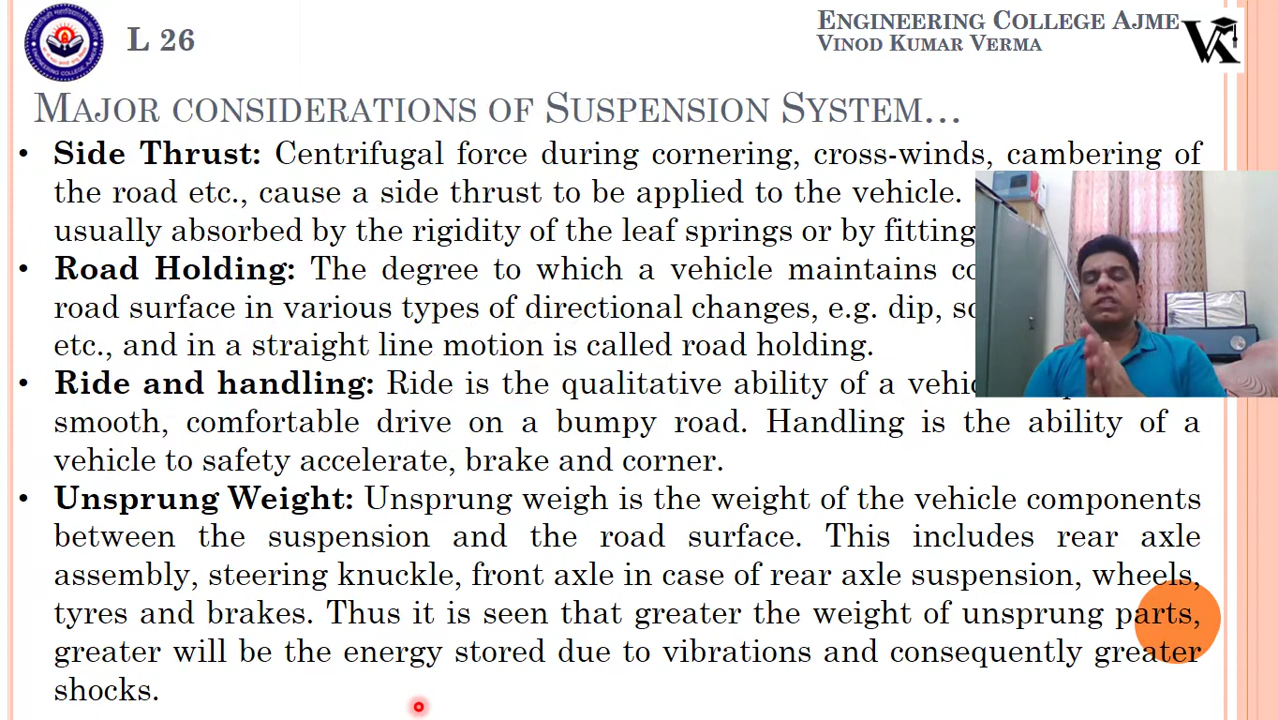 L 26
ENGINEERING COLLEGE AJME
VINOD KUMAR VERMA
MAJOR CONSIDERATIONS OF SUSPENSION SYSTEM...
• Side Thrust: Centrifugal force during cornering, cross-winds, cambering of
the road etc., cause a side thrust to be applied to the vehicle.
usually absorbed by the rigidity of the leaf springs or by fitting
• Road Holding: The degree to which a vehicle maintains co
road surface in various types of directional changes, e.g. dip, so
etc., and in a straight line motion is called road holding.
• Ride and handling: Ride is the qualitative ability of a vehic
smooth, comfortable drive on a bumpy road. Handling is the ability of a
vehicle to safety accelerate, brake and corner.
• Unsprung Weight: Unsprung weigh is the weight of the vehicle components
between the suspension and the road surface. This includes rear axle
assembly, steering knuckle, front axle in case of rear axle suspension, wheels,
tyres and brakes. Thus it is seen that greater the weight of unsprung parts,
greater will be the energy stored due to vibrations and consequently greater
shocks.